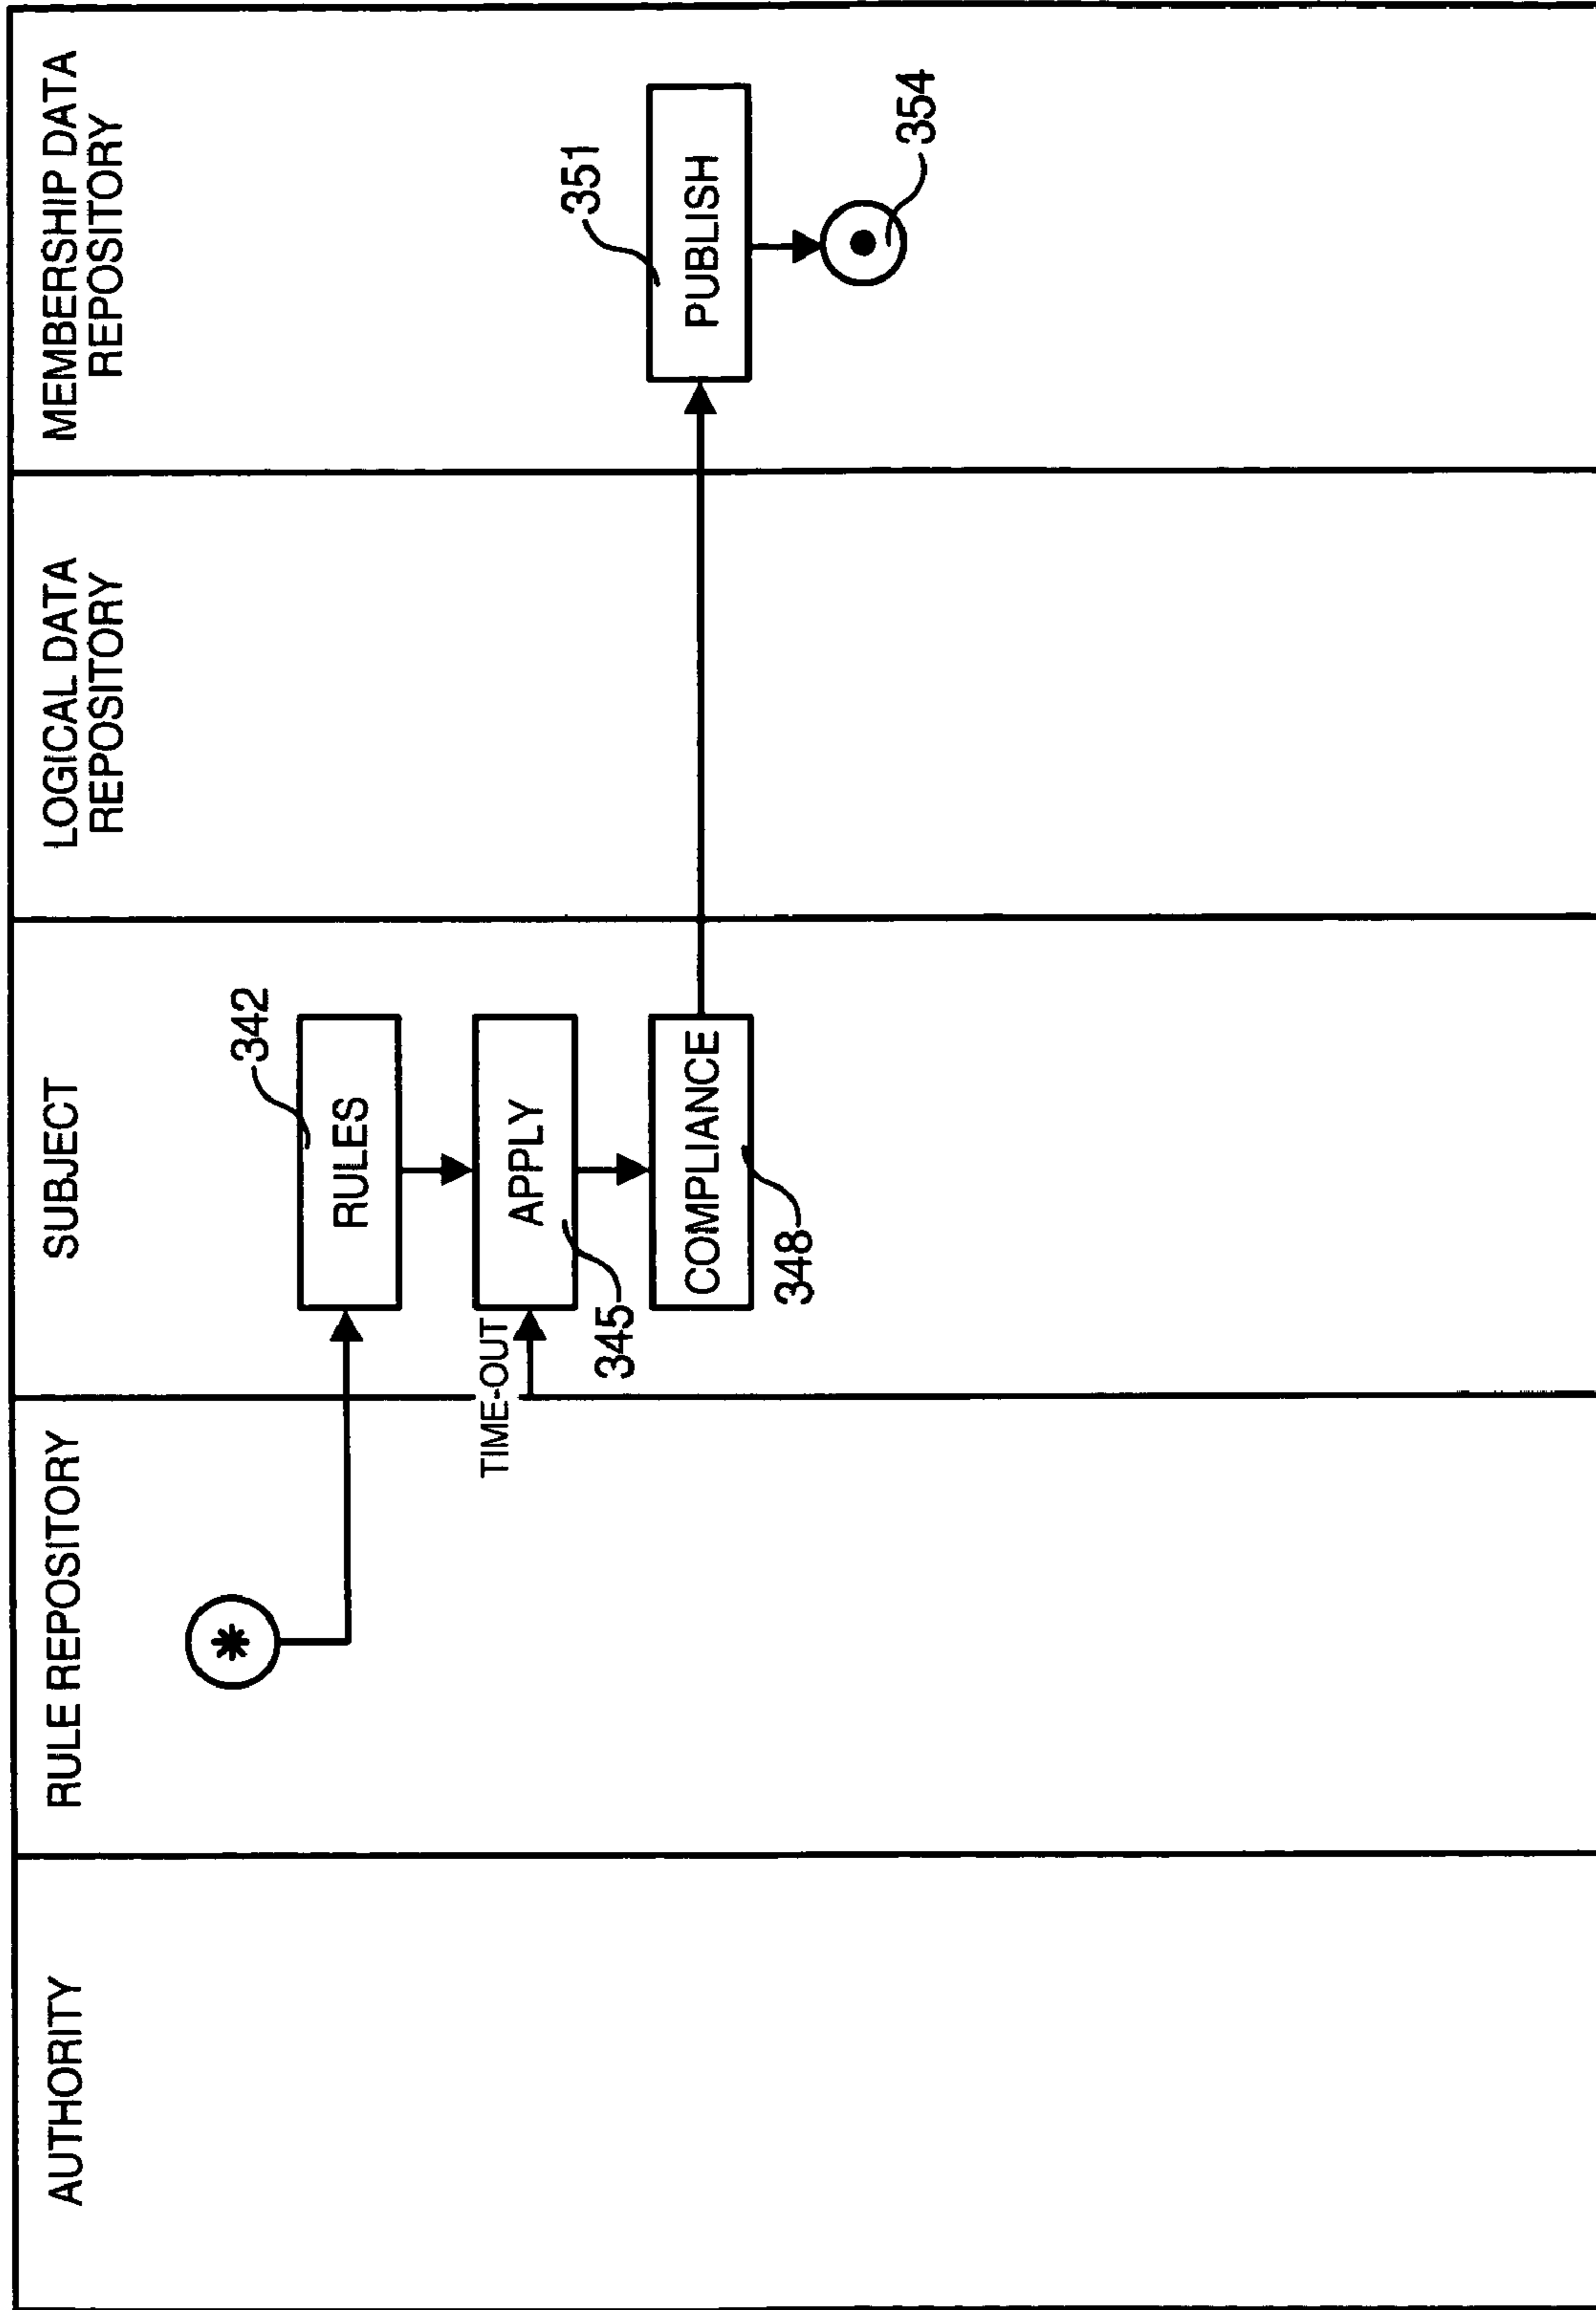 AUTHORITY
RULE REPOSITORY
SUBJECT
LOGICAL DATA
REPOSITORY
MEMBERSHIP DATA
REPOSITORY
*
342
RULES
TIME-OUT
APPLY
345
COMPLIANCE
348
351
PUBLISH
354